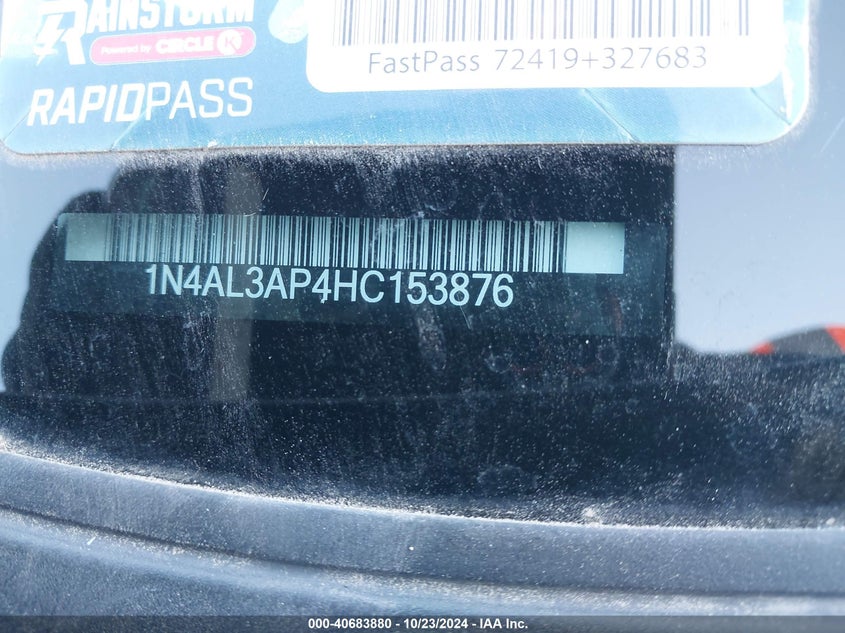 RAINSTORM
Powered by CIRCLE K
RAPIDPASS
FastPass 72419+327683
1N4AL3AP4HC153876
000-40683880 - 10/23/2024 - IAA Inc.